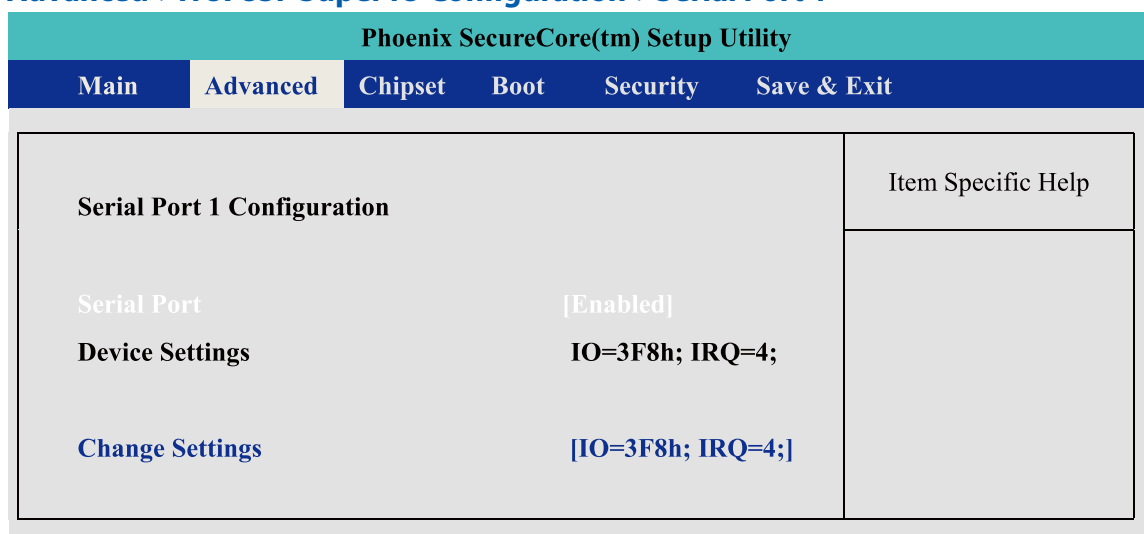 Phoenix SecureCore(tm) Setup Utility
Main Advanced Chipset Boot Security Save & Exit
Serial Port 1 Configuration
Item Specific Help
Serial Port [Enabled]
Device Settings IO=3F8h; IRQ=4;
Change Settings [IO=3F8h; IRQ=4;]